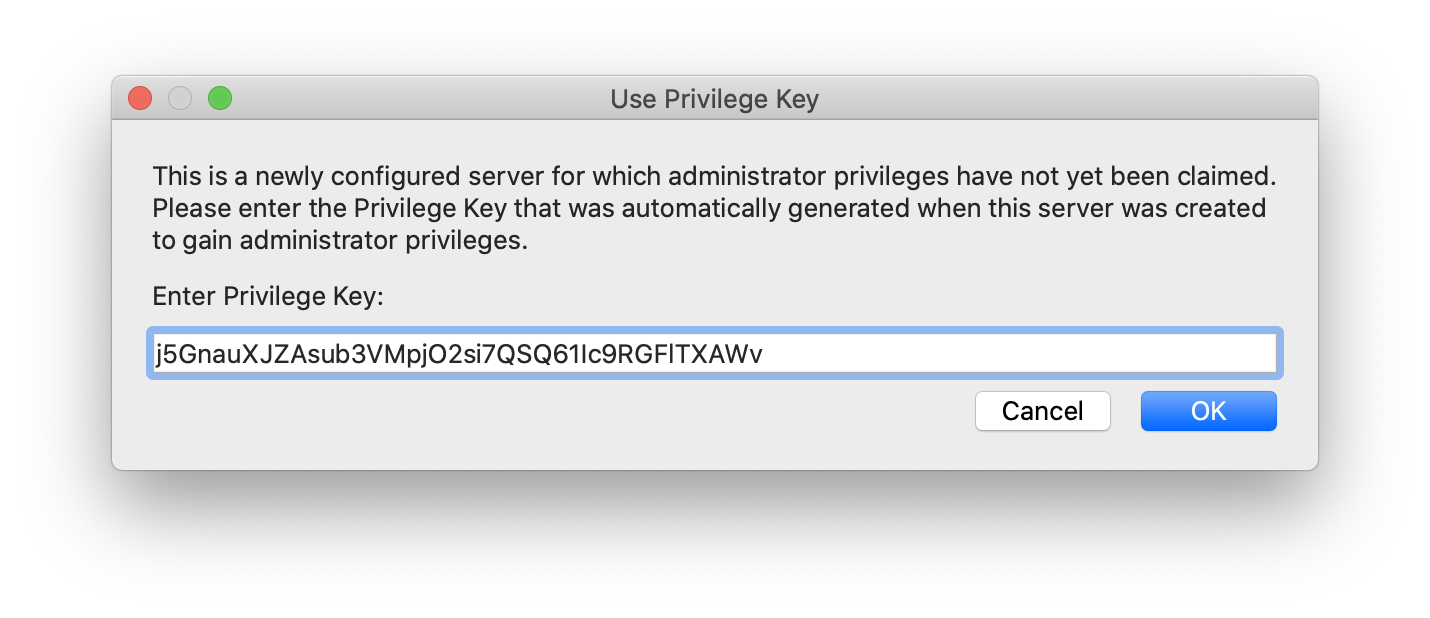 Use Privilege Key
This is a newly configured server for which administrator privileges have not yet been claimed.
Please enter the Privilege Key that was automatically generated when this server was created
to gain administrator privileges.
Enter Privilege Key:
j5GnauXJZAsub3VMpjO2si7QSQ61lc9RGFlTXAWv
Cancel
OK